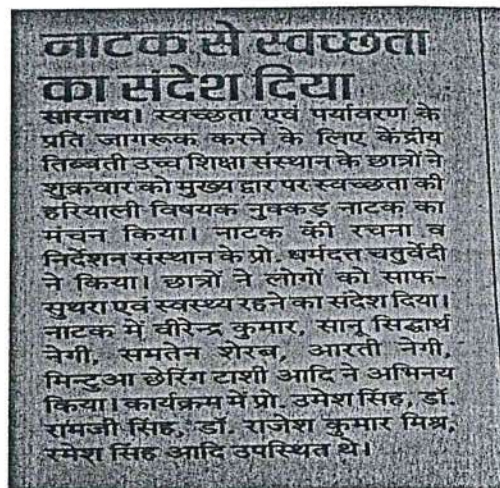 नाटक से स्वच्छता
का संदेश दिया
सारनाथ। स्वच्छता एवं पर्यावरण के
प्रति जागरूक करने के लिए केंद्रीय
तिब्बती उच्च शिक्षा संस्थान के छात्रों ने
शुक्रवार को मुख्य द्वार पर स्वच्छता की
हरियाली विषयक नुक्कड़ नाटक का
मंचन किया। नाटक की रचना व
निर्देशन संस्थान के प्रो. धर्मदत्त चतुर्वेदी
ने किया। छात्रों ने लोगों को साफ-
सुथरा एवं स्वस्थ्य रहने का संदेश दिया।
नाटक में वीरेन्द्र कुमार, सानू सिद्धार्थ
नेगी, समतेन शेरब, आरती नेगी,
मिन्टुआ छेरिंग टाशी आदि ने अभिनय
किया। कार्यक्रम में प्रो. उमेश सिंह, डॉ.
रामजी सिंह, डॉ. राजेश कुमार मिश्र,
रमेश सिंह आदि उपस्थित थे।